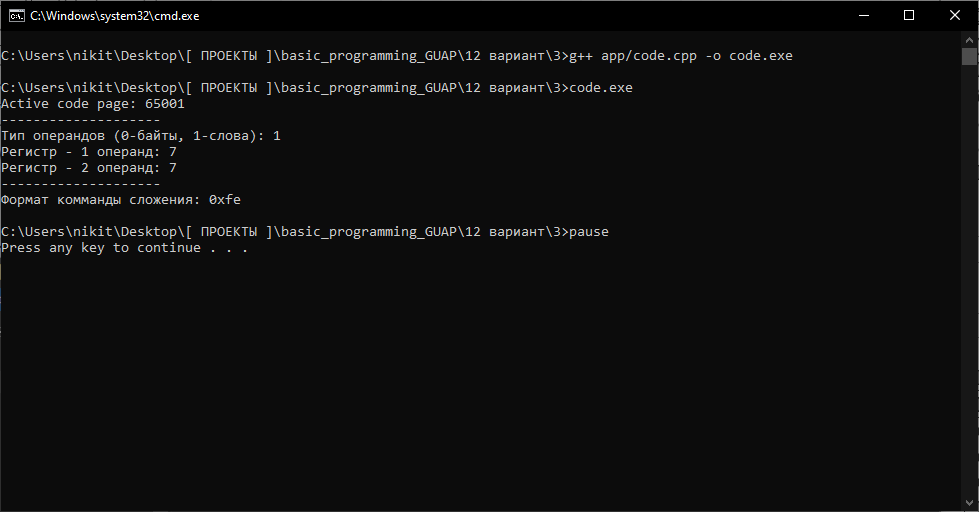 C:\Windows\system32\cmd.exe
C:\Users\nikit\Desktop\[ ПРОЕКТЫ ]\basic_programming_GUAP\12 вариант\3>g++ app/code.cpp -o code.exe
C:\Users\nikit\Desktop\[ ПРОЕКТЫ ]\basic_programming_GUAP\12 вариант\3>code.exe
Active code page: 65001
--------------------
Тип операндов (0-байты, 1-слова): 1
Регистр - 1 операнд: 7
Регистр - 2 операнд: 7
--------------------
Формат комманды сложения: 0xfe
C:\Users\nikit\Desktop\[ ПРОЕКТЫ ]\basic_programming_GUAP\12 вариант\3>pause
Press any key to continue . . .